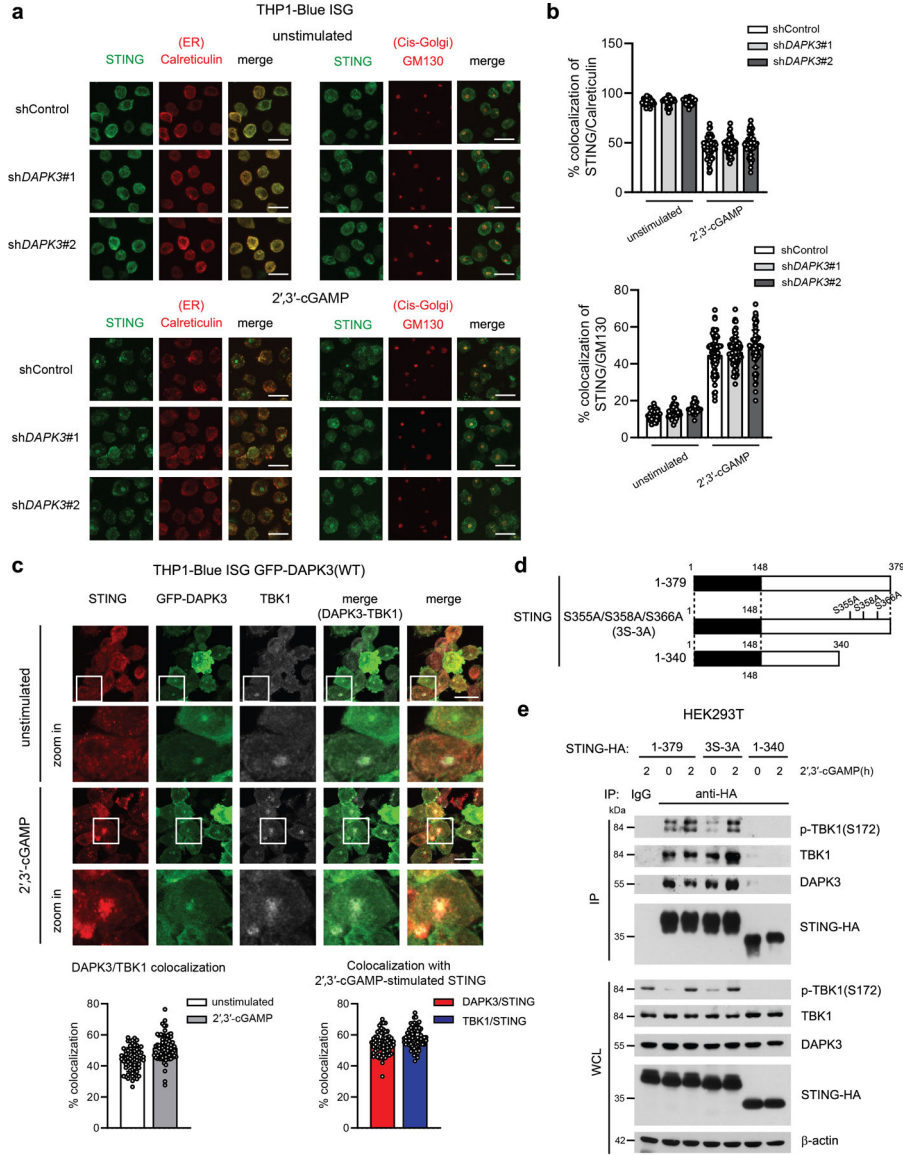 a
THP1-Blue ISG
unstimulated
(ER)
(Cis-Golgi)
STING
Calreticulin
merge
STING
GM130
merge
shControl
shDAPK3#1
shDAPK3#2
2′,3′-cGAMP
(ER)
(Cis-Golgi)
STING
Calreticulin
merge
STING
GM130
merge
shControl
shDAPK3#1
shDAPK3#2
b
shControl
shDAPK3#1
shDAPK3#2
% colocalization of
STING/Calreticulin
150
100
50
0
unstimulated
2′,3′-cGAMP
shControl
shDAPK3#1
shDAPK3#2
% colocalization of
STING/GM130
80
60
40
20
0
unstimulated
2′,3′-cGAMP
c
THP1-Blue ISG GFP-DAPK3(WT)
STING
GFP-DAPK3
TBK1
merge
(DAPK3-TBK1)
merge
unstimulated
zoom in
2′,3′-cGAMP
zoom in
DAPK3/TBK1 colocalization
unstimulated
2′,3′-cGAMP
% colocalization
80
60
40
20
0
Colocalization with
2′,3′-cGAMP-stimulated STING
DAPK3/STING
TBK1/STING
% colocalization
80
60
40
20
0
d
1 148 379
1-379
STING
S355A/S358A/S366A
(3S-3A)
1 148
S355A
S358A
S366A
1-340
1 148 340
148
e
HEK293T
STING-HA: 1-379 3S-3A 1-340
2 0 2 0 2 0 2 2′,3′-cGAMP(h)
IP: IgG anti-HA
kDa
IP
84 p-TBK1(S172)
84 TBK1
55 DAPK3
35 STING-HA
WCL
84 p-TBK1(S172)
84 TBK1
55 DAPK3
35 STING-HA
42 β-actin